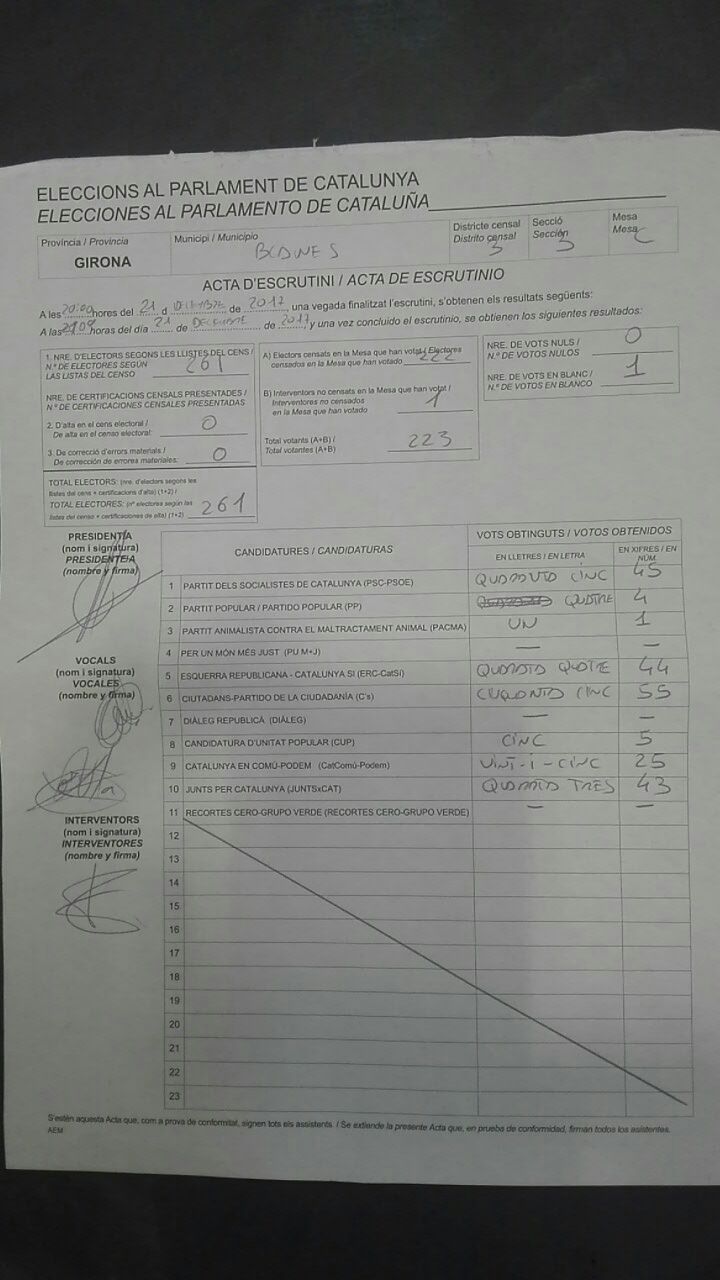 ELECCIONS AL PARLAMENT DE CATALUNYA
ELECCIONES AL PARLAMENTO DE CATALUÑA
Província / Provincia
GIRONA
Municipi / Municipio
BLANES
Districte censal
Distrito censal
3
Secció
Sección
3
Mesa
Mesa
C
ACTA D'ESCRUTINI / ACTA DE ESCRUTINIO
A les 20:00 hores del 21 d DECEMBRE de 2017, una vegada finalitzat l'escrutini, s'obtenen els resultats següents:
A las horas del día 21 de DECEMBRE de 2017, y una vez concluido el escrutinio, se obtienen los siguientes resultados:
1. NRE. D'ELECTORS SEGONS LES LLISTES DEL CENS /
N.º DE ELECTORES SEGÚN
LAS LISTAS DEL CENSO 261
NRE. DE CERTIFICACIONS CENSALS PRESENTADES /
N.º DE CERTIFICACIONES CENSALES PRESENTADAS
2. D'alta en el cens electoral /
De alta en el censo electoral: 0
3. De correcció d'errors materials /
De corrección de errores materiales: 0
TOTAL ELECTORS: (nre. d'electors segons les
llistes del cens + certificacions d'alta) (1+2) /
TOTAL ELECTORES: (nº electores según las
listas del censo + certificaciones de alta) (1+2) 261
A) Electors censats en la Mesa que han votat / Electores
censados en la Mesa que han votado 222
B) Interventors no censats en la Mesa que han votat /
Interventores no censados
en la Mesa que han votado 1
Total votants (A+B) /
Total votantes (A+B) 223
NRE. DE VOTS NULS /
N.º DE VOTOS NULOS 0
NRE. DE VOTS EN BLANC /
N.º DE VOTOS EN BLANCO 1
PRESIDENT/A
(nom i signatura)
PRESIDENTE/A
(nombre y firma)
VOCALS
(nom i signatura)
VOCALES
(nombre y firma)
INTERVENTORS
(nom i signatura)
INTERVENTORES
(nombre y firma)
CANDIDATURES / CANDIDATURAS
VOTS OBTINGUTS / VOTOS OBTENIDOS
EN LLETRES / EN LETRA
EN XIFRES / EN NÚM.
1 PARTIT DELS SOCIALISTES DE CATALUNYA (PSC-PSOE) QUARANTA CINC 45
2 PARTIT POPULAR / PARTIDO POPULAR (PP) QUATRE 4
3 PARTIT ANIMALISTA CONTRA EL MALTRACTAMENT ANIMAL (PACMA) UN 1
4 PER UN MÓN MÉS JUST (PU M+J) — —
5 ESQUERRA REPUBLICANA - CATALUNYA SI (ERC-CatSí) QUARANTA QUATRE 44
6 CIUTADANS-PARTIDO DE LA CIUDADANÍA (C's) CINQUANTA CINC 55
7 DIÀLEG REPUBLICÀ (DIÀLEG) — —
8 CANDIDATURA D'UNITAT POPULAR (CUP) CINC 5
9 CATALUNYA EN COMÚ-PODEM (CatComú-Podem) VINT-I-CINC 25
10 JUNTS PER CATALUNYA (JUNTSxCAT) QUARANTA TRES 43
11 RECORTES CERO-GRUPO VERDE (RECORTES CERO-GRUPO VERDE) — —
12
13
14
15
16
17
18
19
20
21
22
23
S'estén aquesta Acta que, com a prova de conformitat, signen tots els assistents. / Se extiende la presente Acta que, en prueba de conformidad, firman todos los asistentes.
AEM